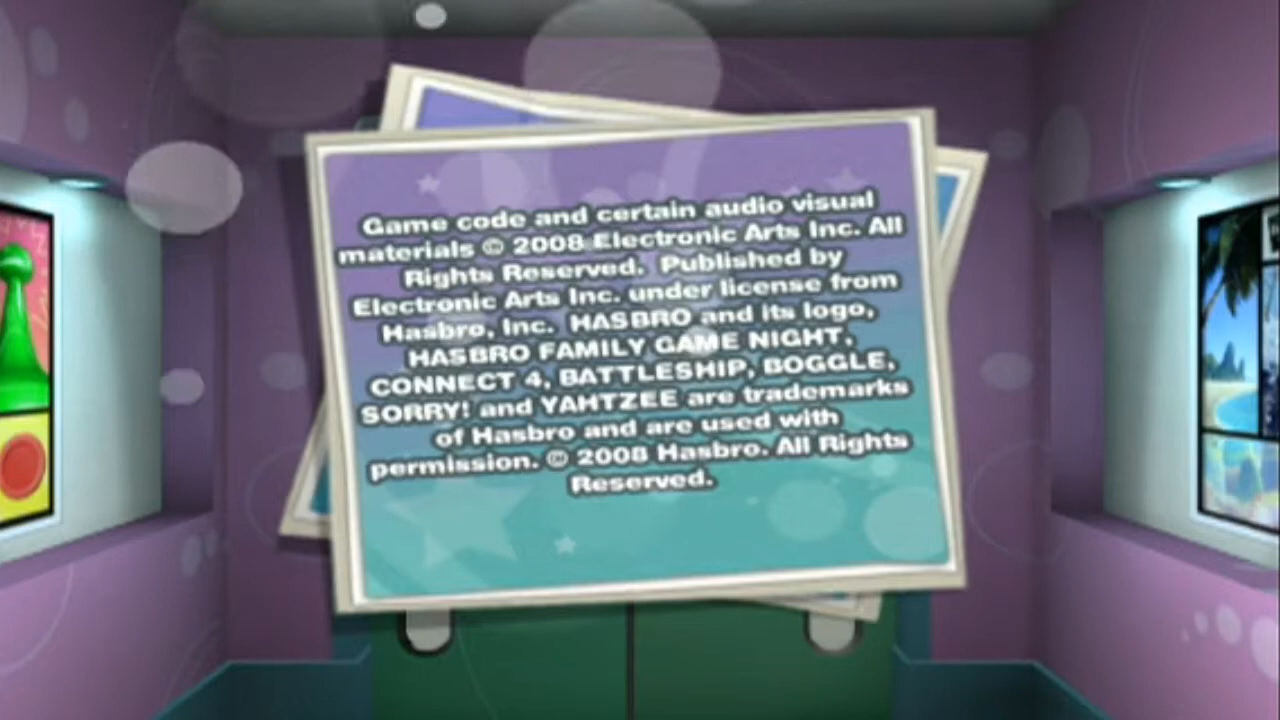 Game code and certain audio visual
materials © 2008 Electronic Arts Inc. All
Rights Reserved. Published by
Electronic Arts Inc. under license from
Hasbro, Inc. HASBRO and its logo,
HASBRO FAMILY GAME NIGHT,
CONNECT 4, BATTLESHIP, BOGGLE,
SORRY! and YAHTZEE are trademarks
of Hasbro and are used with
permission. © 2008 Hasbro. All Rights
Reserved.